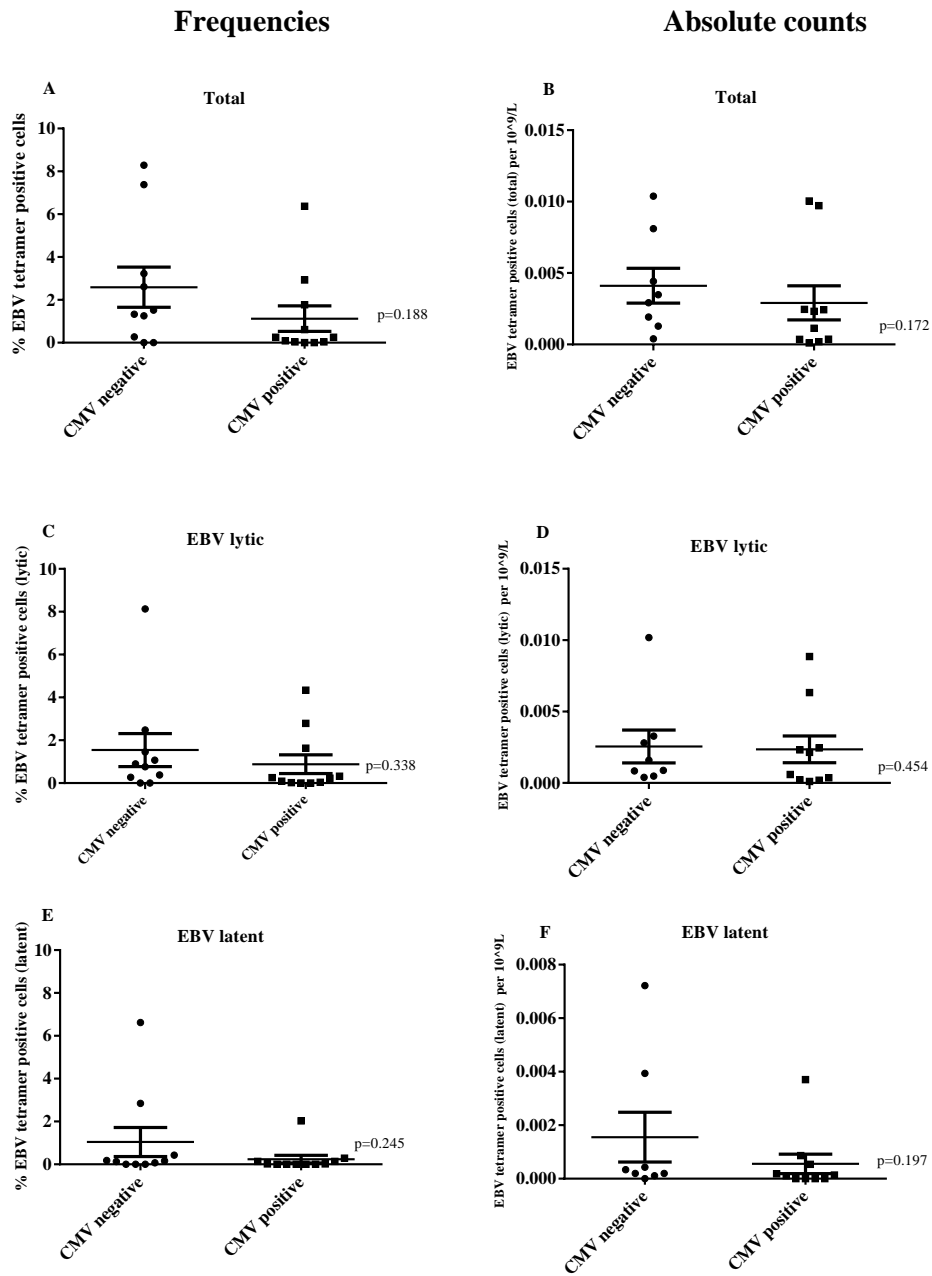 Frequencies
Absolute counts
A
Total
% EBV tetramer positive cells
10
8
6
4
2
0
p=0.188
CMV negative
CMV positive
B
Total
EBV tetramer positive cells (total) per 10^9/L
0.015
0.010
0.005
0.000
p=0.172
CMV negative
CMV positive
C
EBV lytic
% EBV tetramer positive cells (lytic)
10
8
6
4
2
0
p=0.338
CMV negative
CMV positive
D
EBV lytic
EBV tetramer positive cells (lytic) per 10^9/L
0.015
0.010
0.005
0.000
p=0.454
CMV negative
CMV positive
E
EBV latent
% EBV tetramer positive cells (latent)
10
8
6
4
2
0
p=0.245
CMV negative
CMV positive
F
EBV latent
EBV tetramer positive cells (latent) per 10^9L
0.008
0.006
0.004
0.002
0.000
p=0.197
CMV negative
CMV positive